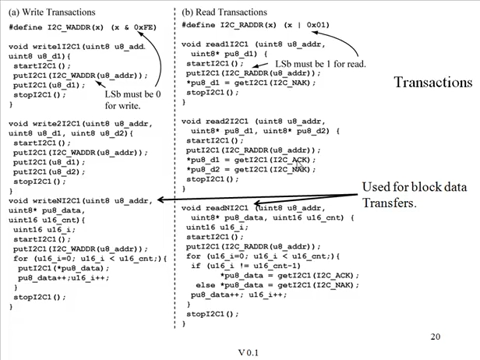 (a) Write Transactions
#define I2C_WADDR(x) (x & 0xFE)
void write1I2C1(uint8 u8_add
uint8 u8_d1){
startI2C1();
putI2C1(I2C_WADDR(u8_addr));
putI2C1(u8_d1);
stopI2C1();
}
LSb must be 0
for write.
void write2I2C1(uint8 u8_addr,
uint8 u8_d1, uint8 u8_d2){
startI2C1();
putI2C1(I2C_WADDR(u8_addr));
putI2C1(u8_d1);
putI2C1(u8_d2);
stopI2C1();
}
void writeNI2C1(uint8 u8_addr,
uint8* pu8_data,
uint16 u16_cnt){
uint16 u16_i;
startI2C1();
putI2C1(I2C_WADDR(u8_addr));
for (u16_i=0; u16_i < u16_cnt;){
putI2C1(*pu8_data);
pu8_data++;u16_i++;
}
stopI2C1();
}
(b) Read Transactions
#define I2C_RADDR(x) (x | 0x01)
void read1I2C1 (uint8 u8_addr,
uint8* pu8_d1) {
startI2C1();
putI2C1(I2C_RADDR(u8_addr));
*pu8_d1 = getI2C1(I2C_NAK);
stopI2C1();
}
LSb must be 1 for read.
void read2I2C1 (uint8 u8_addr,
uint8* pu8_d1, uint8* pu8_d2) {
startI2C1();
putI2C1(I2C_RADDR(u8_addr));
*pu8_d1 = getI2C1(I2C_ACK);
*pu8_d2 = getI2C1(I2C_NAK);
stopI2C1();
}
void readNI2C1 (uint8 u8_addr,
uint8* pu8_data, uint16 u16_cnt) {
uint16 u16_i;
startI2C1();
putI2C1(I2C_RADDR(u8_addr));
for (u16_i=0; u16_i < u16_cnt;){
if (u16_i != u16_cnt-1)
*pu8_data = getI2C1(I2C_ACK);
else *pu8_data = getI2C1(I2C_NAK);
pu8_data++; u16_i++;
}
stopI2C1();
}
Transactions
Used for block data
Transfers.
20
V 0.1